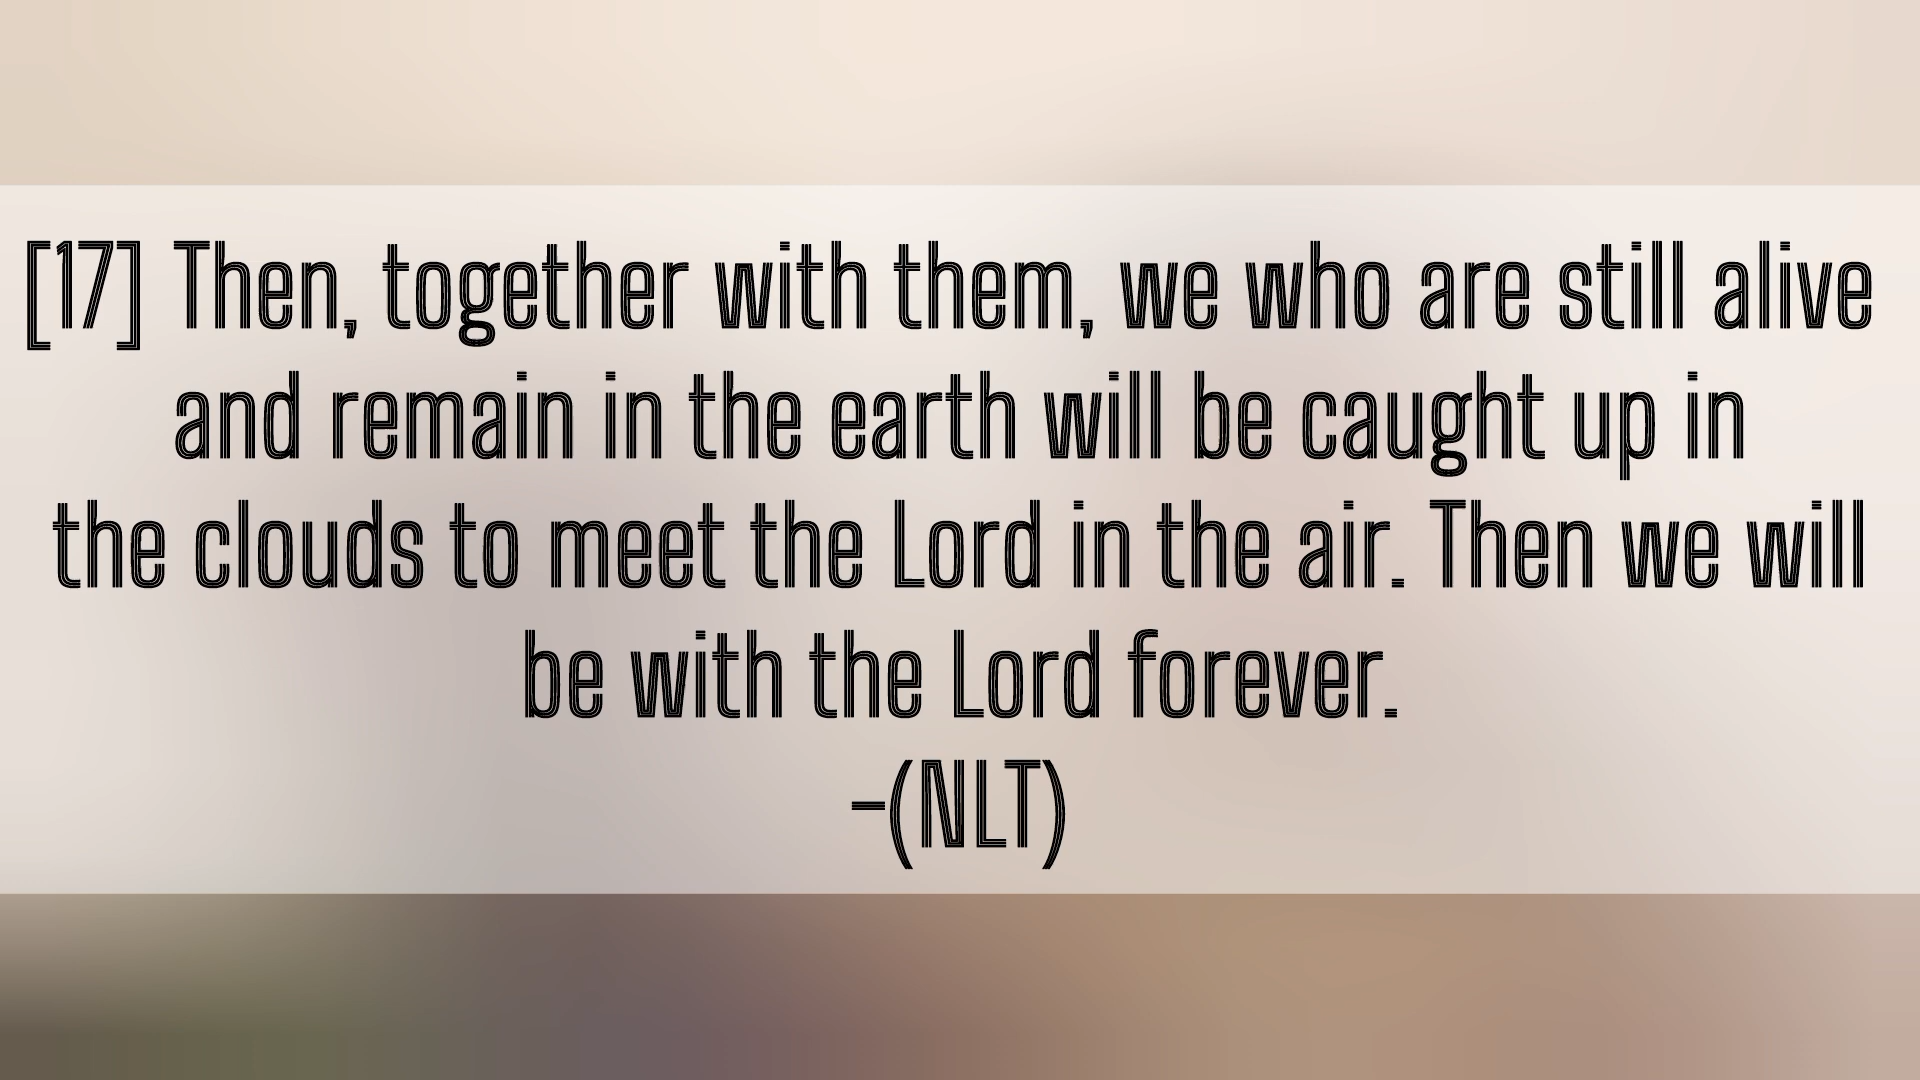 [17] Then, together with them, we who are still alive
and remain in the earth will be caught up in
the clouds to meet the Lord in the air. Then we will
be with the Lord forever.
-(NLT)